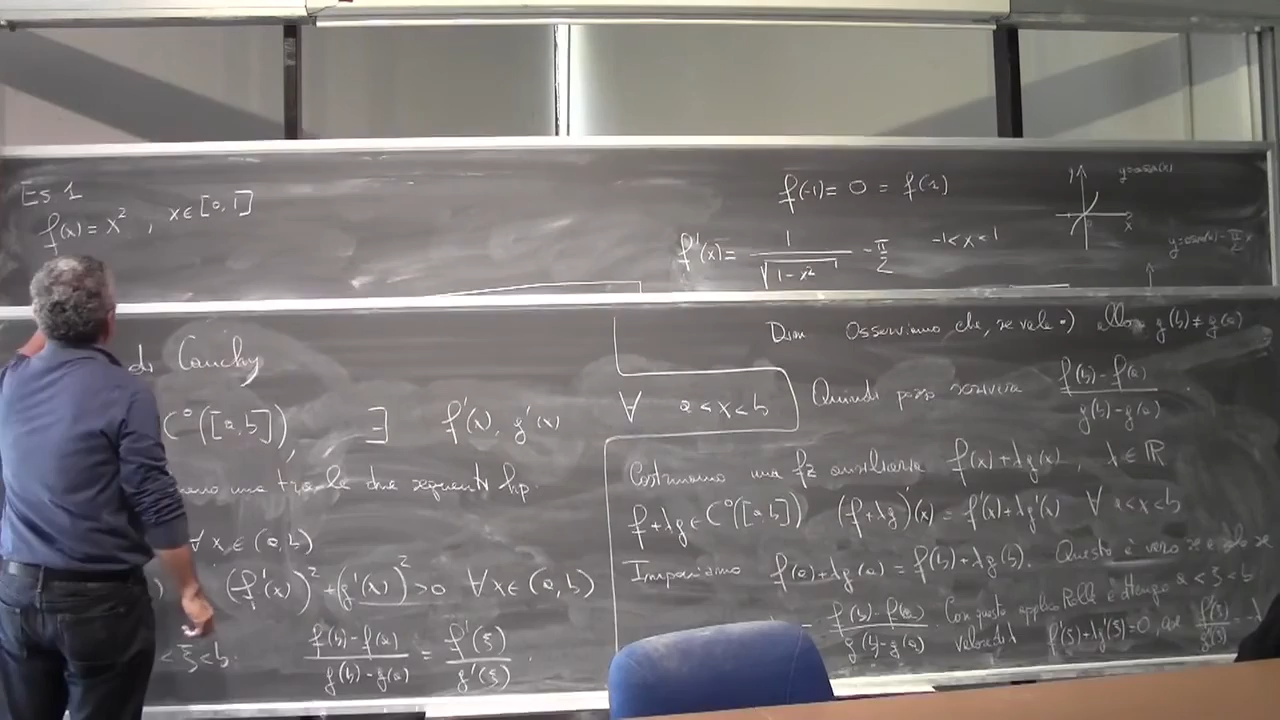 Es 1
f(x) = x², x∈[0,1]
f(-1) = 0 = f(1)
f'(x) = 1/√(1-x²) - π/2   -1<x<1
y
x
y=asin(x)
y=asin(x) - π/2 x
di Cauchy
C°([a,b]), ∃ f'(x), g'(x) ∀ a<x<b
una tra le due seguenti hp.
∀ x∈(a,b)
) (f'(x))² + (g'(x))² > 0 ∀x∈(a,b)
<ξ<b: (f(b)-f(a))/(g(b)-g(a)) = f'(ξ)/g'(ξ).
Dim Osserviamo che, se vale •) allora g(b)≠g(a)
Quindi posso scrivere (f(b)-f(a))/(g(b)-g(a)).
Costruiamo una fz ausiliaria f(x)+λg(x), λ∈ℝ
f+λg∈C°([a,b]) (f+λg)'(x) = f'(x)+λg'(x) ∀ a<x<b
Imponiamo f(a)+λg(a) = f(b)+λg(b). Questo è vero se e solo se
- (f(b)-f(a))/(g(b)-g(a)) Con questo applico Rolle e ottengo a<ξ<b
f'(ξ)+λg'(ξ)=0, f'(ξ)/g'(ξ) = -λ